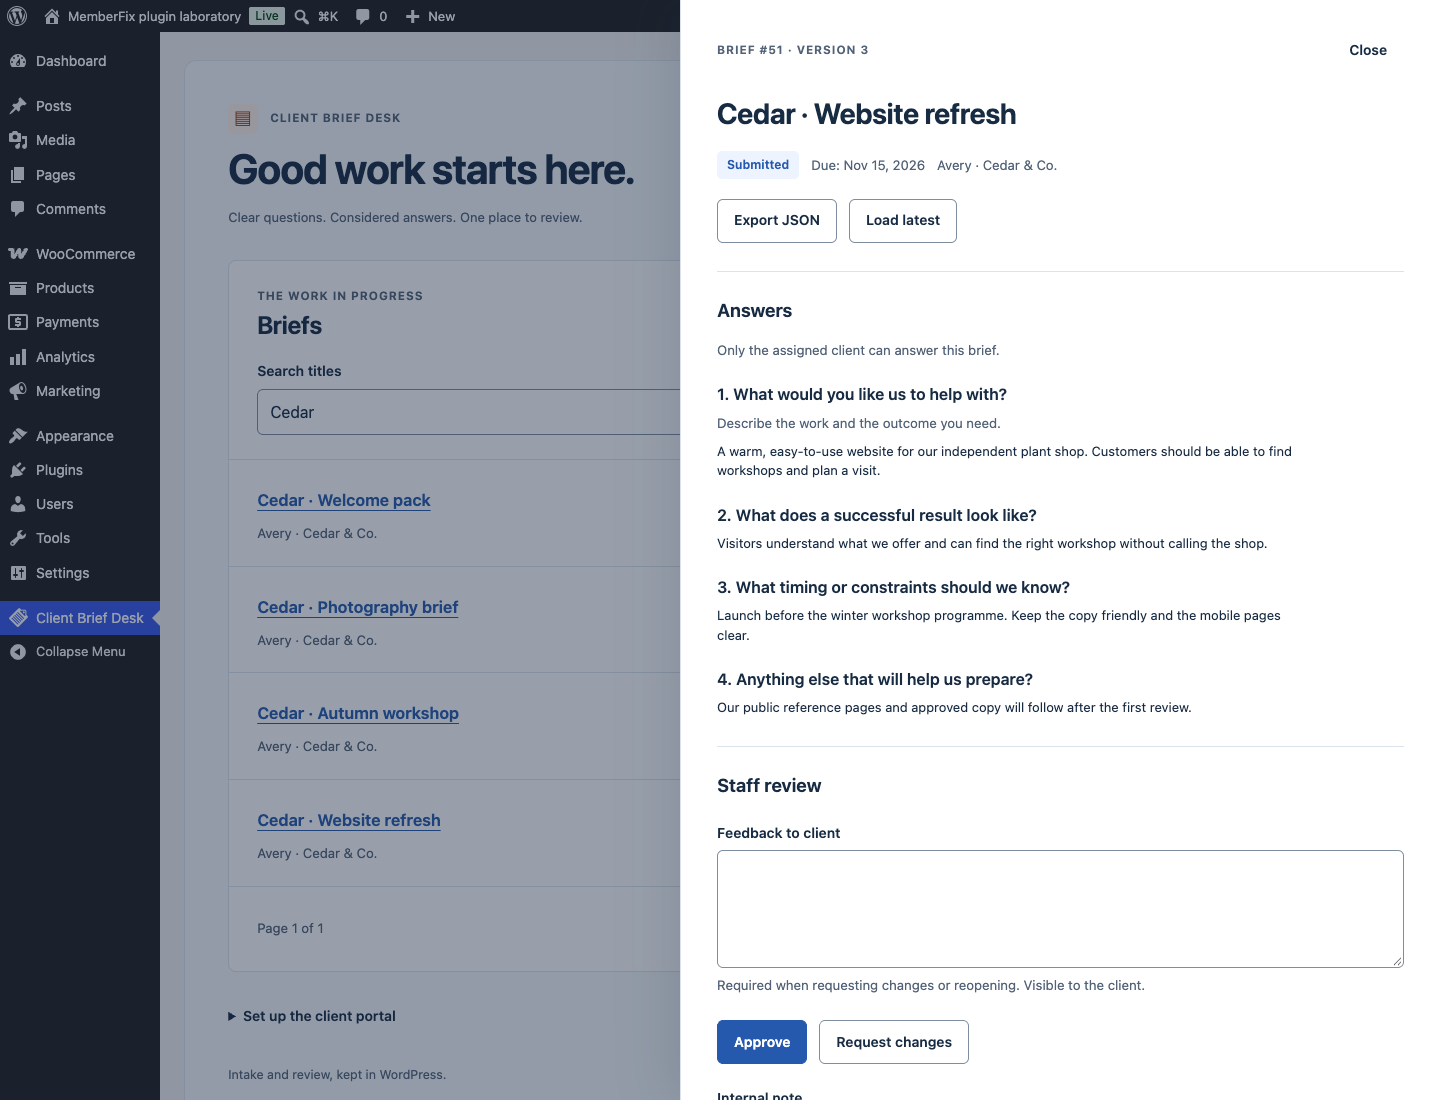 MemberFix plugin laboratory Live ⌘K 0 New
Dashboard
Posts
Media
Pages
Comments
WooCommerce
Products
Payments
Analytics
Marketing
Appearance
Plugins
Users
Tools
Settings
Client Brief Desk
Collapse Menu
CLIENT BRIEF DESK
Good work starts here.
Clear questions. Considered answers. One place to review.
THE WORK IN PROGRESS
Briefs
Search titles
Cedar
Cedar · Welcome pack
Avery · Cedar & Co.
Cedar · Photography brief
Avery · Cedar & Co.
Cedar · Autumn workshop
Avery · Cedar & Co.
Cedar · Website refresh
Avery · Cedar & Co.
Page 1 of 1
Set up the client portal
Intake and review, kept in WordPress.
BRIEF #51 · VERSION 3
Close
Cedar · Website refresh
Submitted Due: Nov 15, 2026 Avery · Cedar & Co.
Export JSON Load latest
Answers
Only the assigned client can answer this brief.
1. What would you like us to help with?
Describe the work and the outcome you need.
A warm, easy-to-use website for our independent plant shop. Customers should be able to find
workshops and plan a visit.
2. What does a successful result look like?
Visitors understand what we offer and can find the right workshop without calling the shop.
3. What timing or constraints should we know?
Launch before the winter workshop programme. Keep the copy friendly and the mobile pages
clear.
4. Anything else that will help us prepare?
Our public reference pages and approved copy will follow after the first review.
Staff review
Feedback to client
Required when requesting changes or reopening. Visible to the client.
Approve Request changes
Internal note